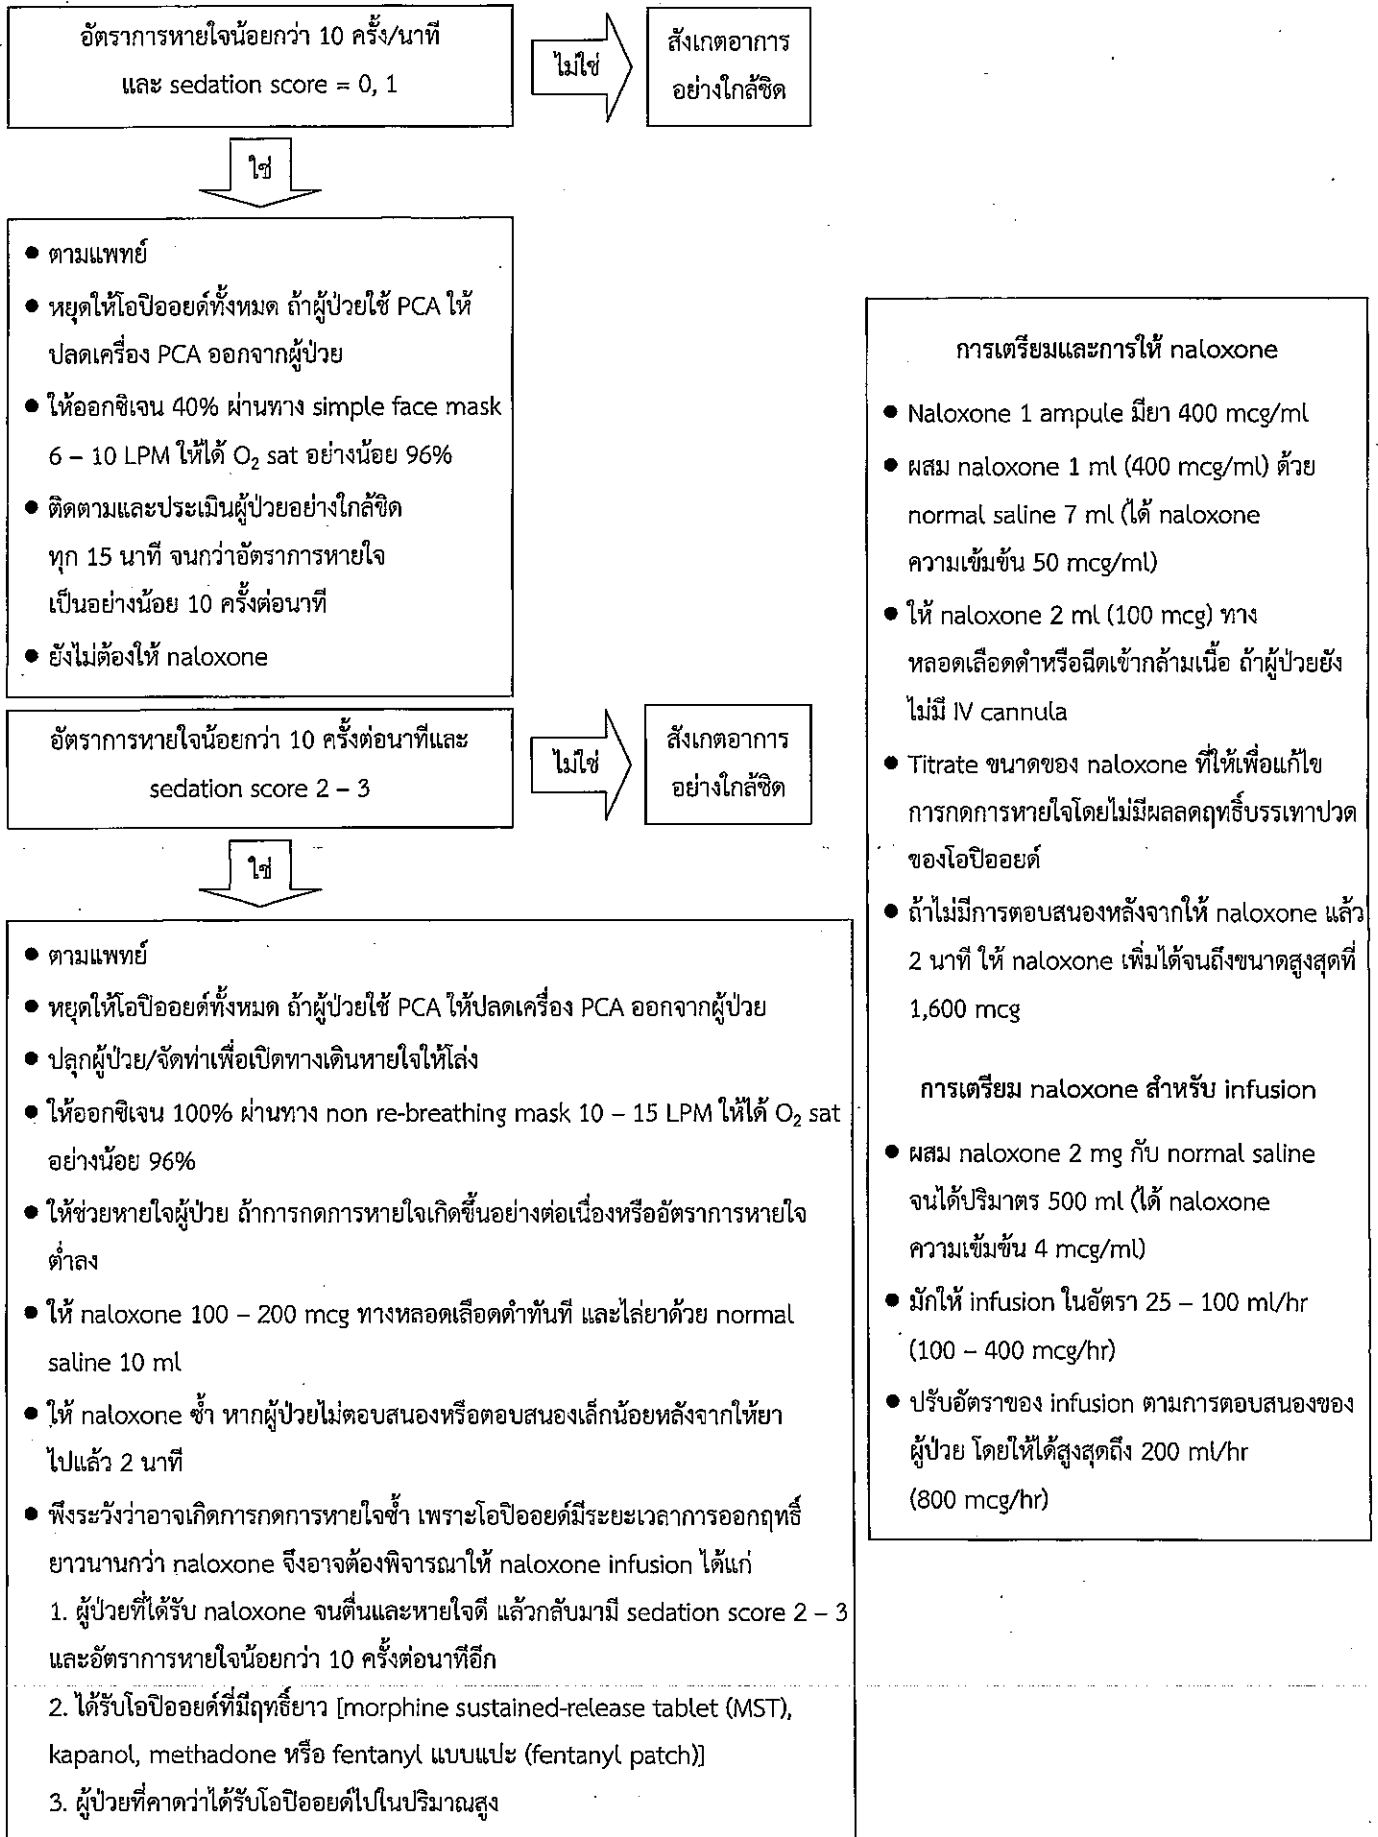 อัตราการหายใจน้อยกว่า 10 ครั้ง/นาที
และ sedation score = 0, 1
ไม่ใช่
สังเกตอาการ
อย่างใกล้ชิด
ใช่
● ตามแพทย์
● หยุดให้โอปิออยด์ทั้งหมด ถ้าผู้ป่วยใช้ PCA ให้
ปลดเครื่อง PCA ออกจากผู้ป่วย
● ให้ออกซิเจน 40% ผ่านทาง simple face mask
6 – 10 LPM ให้ได้ O₂ sat อย่างน้อย 96%
● ติดตามและประเมินผู้ป่วยอย่างใกล้ชิด
ทุก 15 นาที จนกว่าอัตราการหายใจ
เป็นอย่างน้อย 10 ครั้งต่อนาที
● ยังไม่ต้องให้ naloxone
อัตราการหายใจน้อยกว่า 10 ครั้งต่อนาทีและ
sedation score 2 – 3
ไม่ใช่
สังเกตอาการ
อย่างใกล้ชิด
ใช่
● ตามแพทย์
● หยุดให้โอปิออยด์ทั้งหมด ถ้าผู้ป่วยใช้ PCA ให้ปลดเครื่อง PCA ออกจากผู้ป่วย
● ปลุกผู้ป่วย/จัดท่าเพื่อเปิดทางเดินหายใจให้โล่ง
● ให้ออกซิเจน 100% ผ่านทาง non re-breathing mask 10 – 15 LPM ให้ได้ O₂ sat
อย่างน้อย 96%
● ให้ช่วยหายใจผู้ป่วย ถ้าการกดการหายใจเกิดขึ้นอย่างต่อเนื่องหรืออัตราการหายใจ
ต่ำลง
● ให้ naloxone 100 – 200 mcg ทางหลอดเลือดดำทันที และไล่ยาด้วย normal
saline 10 ml
● ให้ naloxone ซ้ำ หากผู้ป่วยไม่ตอบสนองหรือตอบสนองเล็กน้อยหลังจากให้ยา
ไปแล้ว 2 นาที
● พึงระวังว่าอาจเกิดการกดการหายใจซ้ำ เพราะโอปิออยด์มีระยะเวลาการออกฤทธิ์
ยาวนานกว่า naloxone จึงอาจต้องพิจารณาให้ naloxone infusion ได้แก่
1. ผู้ป่วยที่ได้รับ naloxone จนตื่นและหายใจดี แล้วกลับมามี sedation score 2 – 3
และอัตราการหายใจน้อยกว่า 10 ครั้งต่อนาทีอีก
2. ได้รับโอปิออยด์ที่มีฤทธิ์ยาว [morphine sustained-release tablet (MST),
kapanol, methadone หรือ fentanyl แบบแปะ (fentanyl patch)]
3. ผู้ป่วยที่คาดว่าได้รับโอปิออยด์ไปในปริมาณสูง
การเตรียมและการให้ naloxone
● Naloxone 1 ampule มียา 400 mcg/ml
● ผสม naloxone 1 ml (400 mcg/ml) ด้วย
normal saline 7 ml (ได้ naloxone
ความเข้มข้น 50 mcg/ml)
● ให้ naloxone 2 ml (100 mcg) ทาง
หลอดเลือดดำหรือฉีดเข้ากล้ามเนื้อ ถ้าผู้ป่วยยัง
ไม่มี IV cannula
● Titrate ขนาดของ naloxone ที่ให้เพื่อแก้ไข
การกดการหายใจโดยไม่มีผลลดฤทธิ์บรรเทาปวด
ของโอปิออยด์
● ถ้าไม่มีการตอบสนองหลังจากให้ naloxone แล้ว
2 นาที ให้ naloxone เพิ่มได้จนถึงขนาดสูงสุดที่
1,600 mcg
การเตรียม naloxone สำหรับ infusion
● ผสม naloxone 2 mg กับ normal saline
จนได้ปริมาตร 500 ml (ได้ naloxone
ความเข้มข้น 4 mcg/ml)
● มักให้ infusion ในอัตรา 25 – 100 ml/hr
(100 – 400 mcg/hr)
● ปรับอัตราของ infusion ตามการตอบสนองของ
ผู้ป่วย โดยให้ได้สูงสุดถึง 200 ml/hr
(800 mcg/hr)